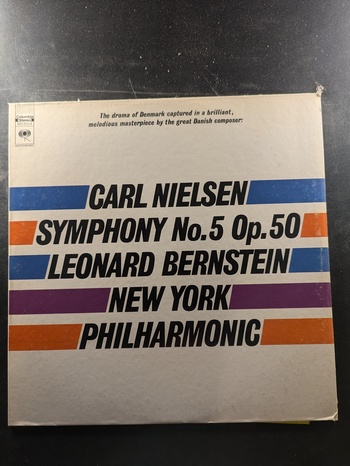 The drama of Denmark captured in a brilliant,
melodious masterpiece by the great Danish composer:
CARL NIELSEN
SYMPHONY No.5 Op.50
LEONARD BERNSTEIN
NEW YORK
PHILHARMONIC